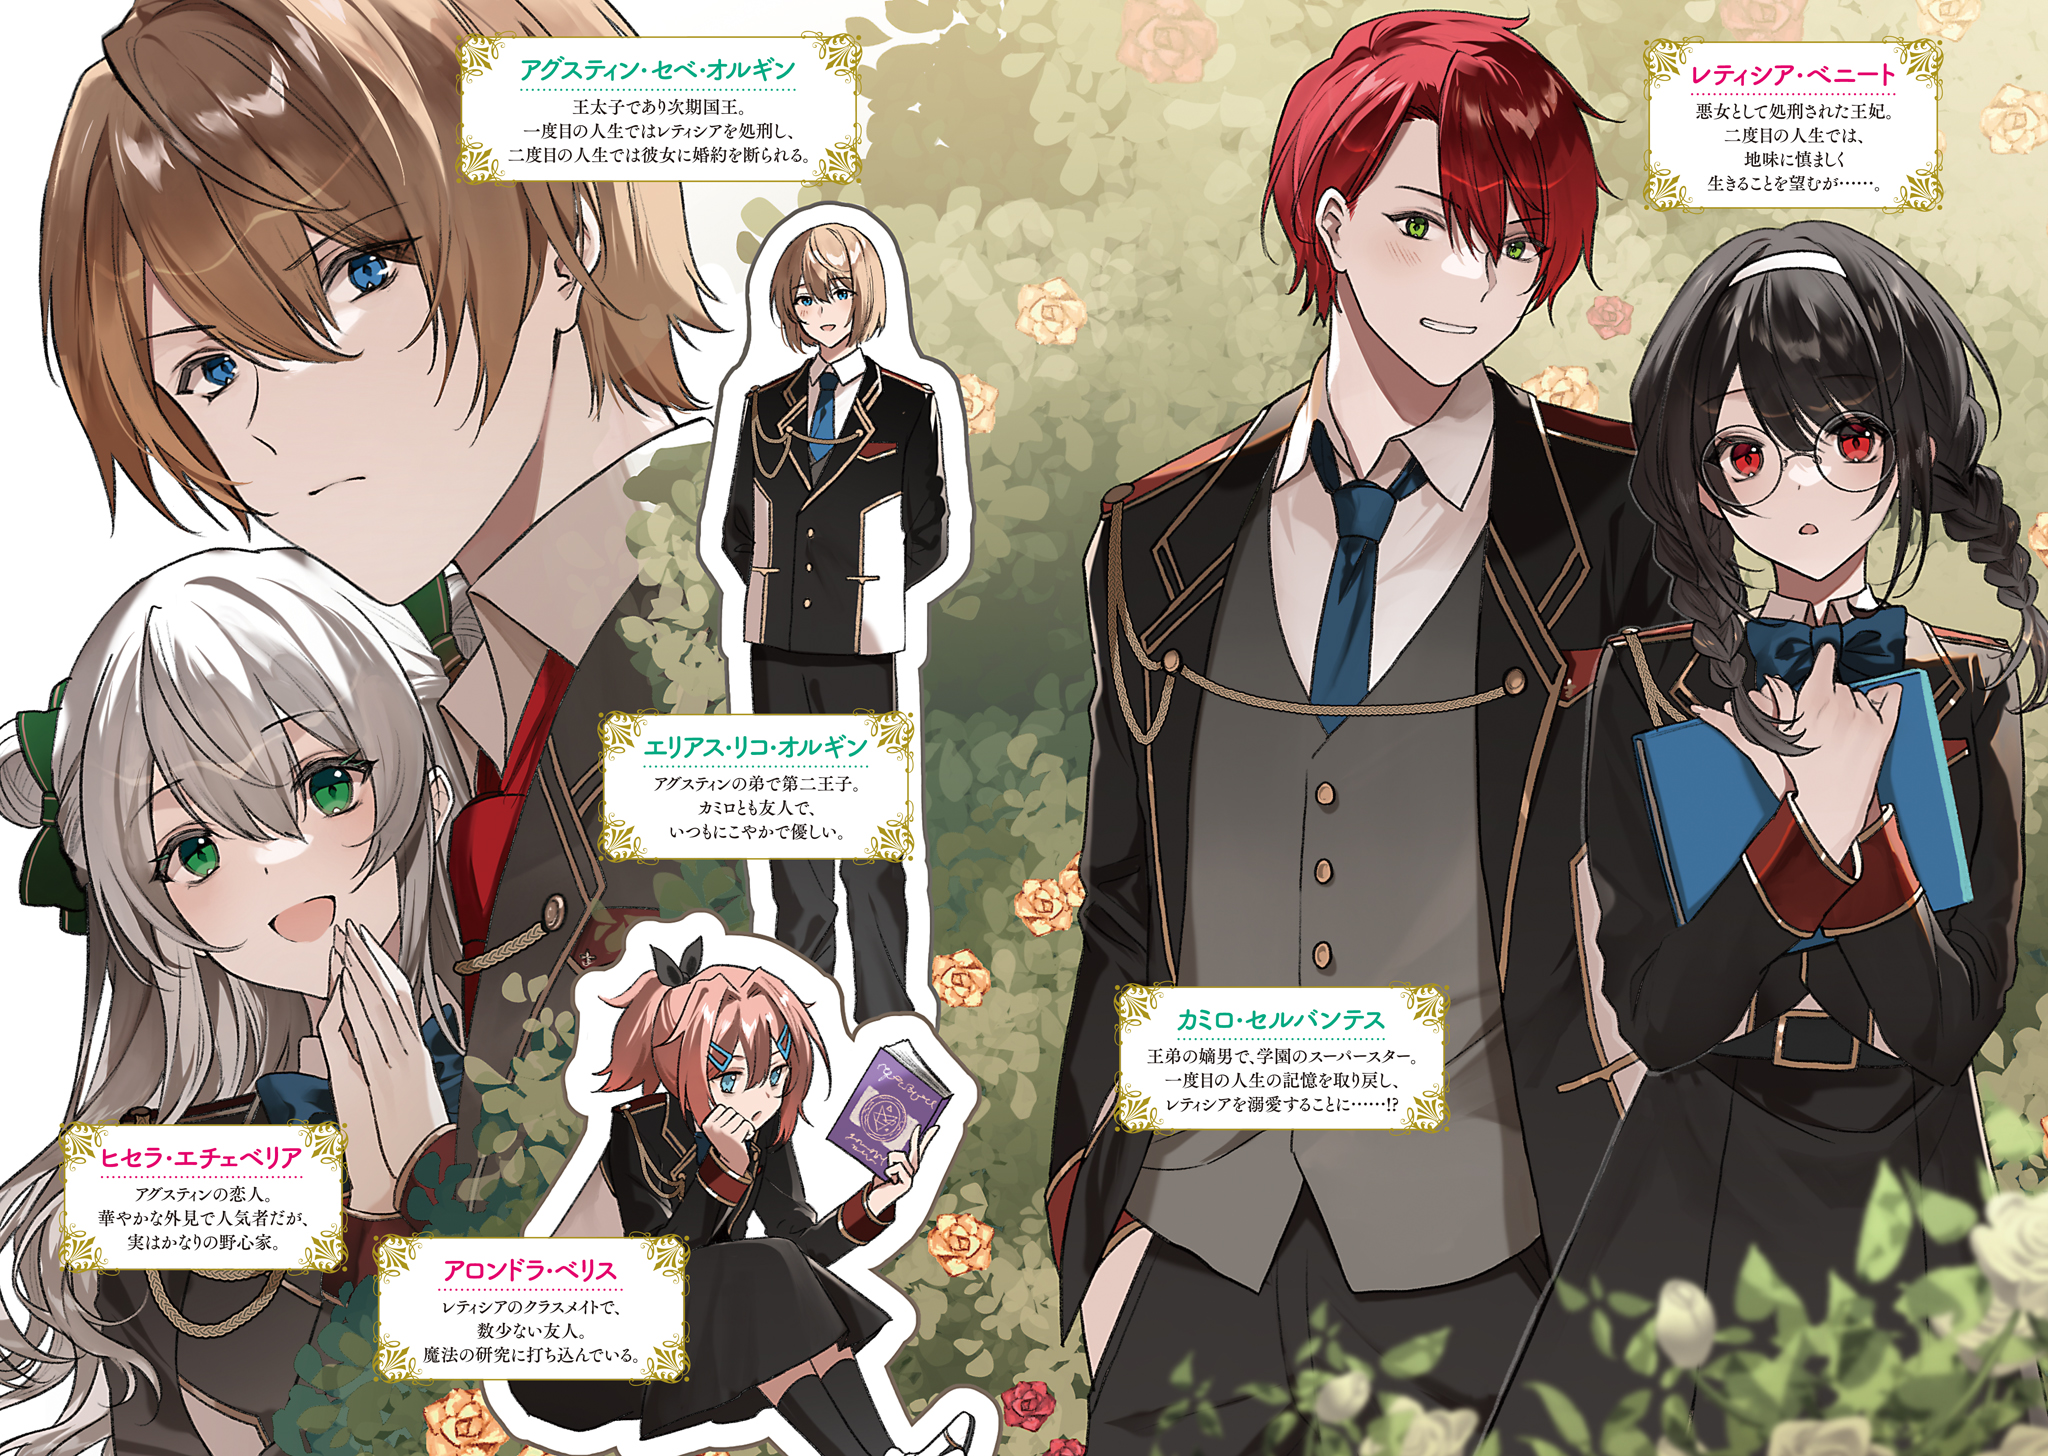 レティシア・ベニート
悪女として処刑された王妃。
二度目の人生では、
地味に慎ましく
生きることを望むが……。
カミロ・セルバンテス
王弟の嫡男で、学園のスーパースター。
一度目の人生の記憶を取り戻し、
レティシアを溺愛することに……!?
アグスティン・セベ・オルギン
王太子であり次期国王。
一度目の人生ではレティシアを処刑し、
二度目の人生では彼女に婚約を断られる。
エリアス・リコ・オルギン
アグスティンの弟で第二王子。
カミロとも友人で、
いつもにこやかで優しい。
ヒセラ・エチェベリア
アグスティンの恋人。
華やかな外見で人気者だが、
実はかなりの野心家。
アロンドラ・ベリス
レティシアのクラスメイトで、
数少ない友人。
魔法の研究に打ち込んでいる。